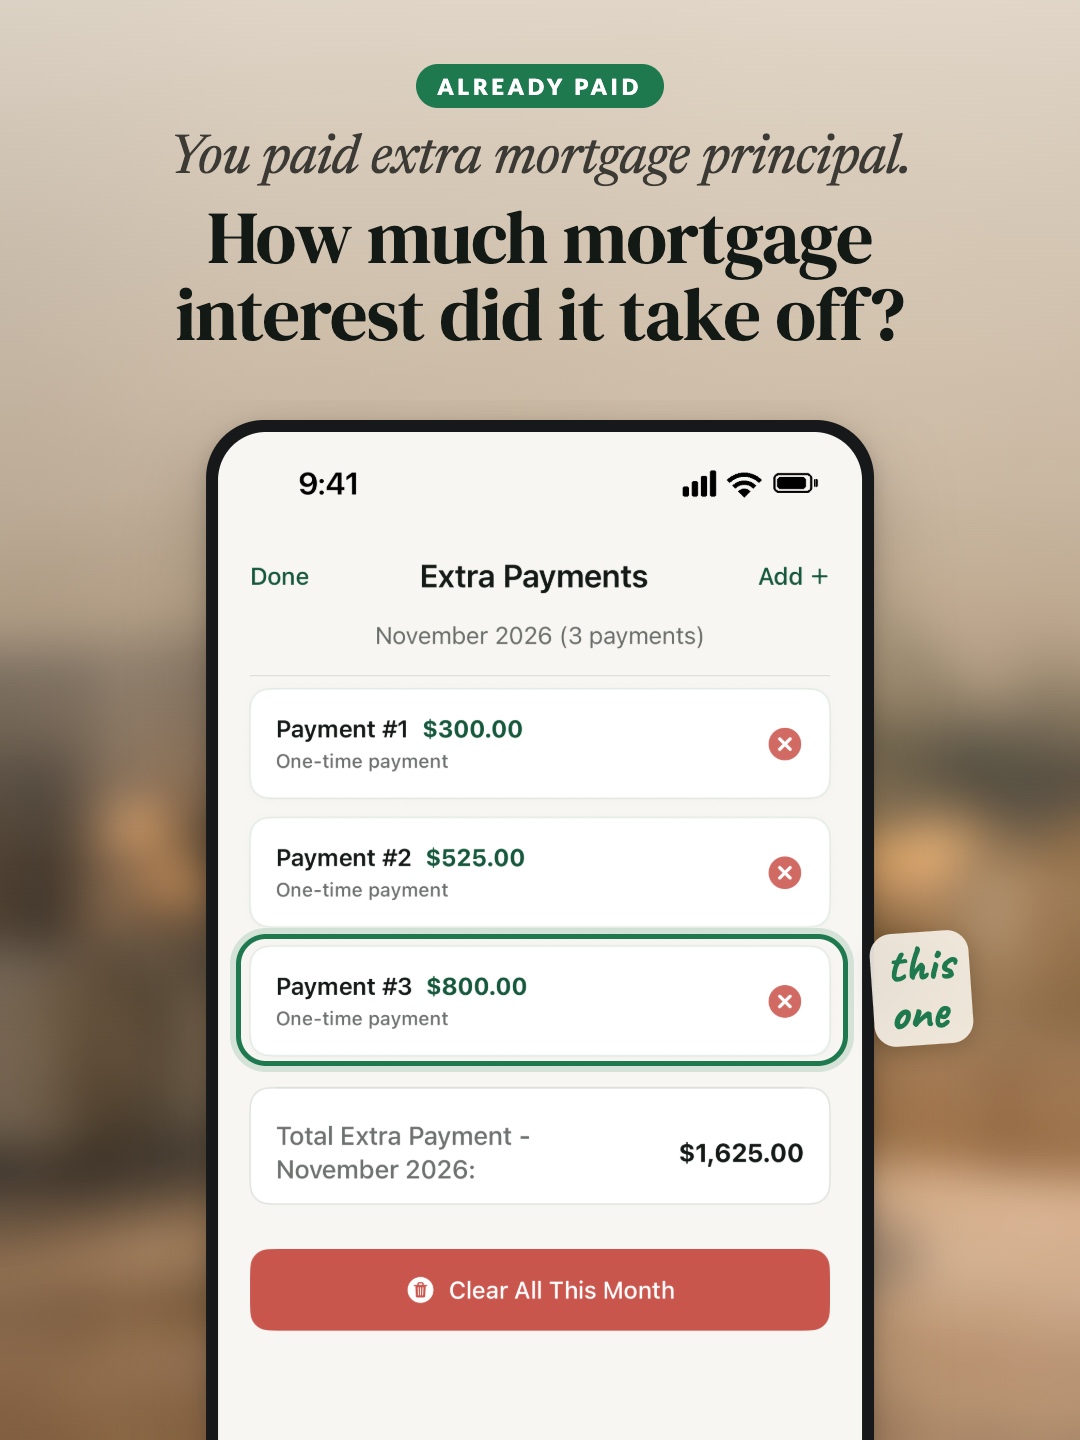 ALREADY PAID
You paid extra mortgage principal.
How much mortgage
interest did it take off?
9:41
Done
Extra Payments
Add +
November 2026 (3 payments)
Payment #1 $300.00
One-time payment
Payment #2 $525.00
One-time payment
Payment #3 $800.00
One-time payment
this
one
Total Extra Payment -
November 2026:
$1,625.00
Clear All This Month